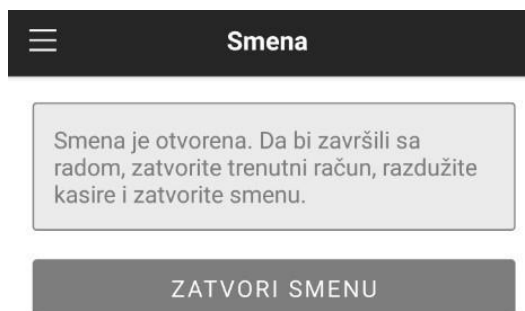 Smena
Smena je otvorena. Da bi završili sa
radom, zatvorite trenutni račun, razdužite
kasire i zatvorite smenu.
ZATVORI SMENU